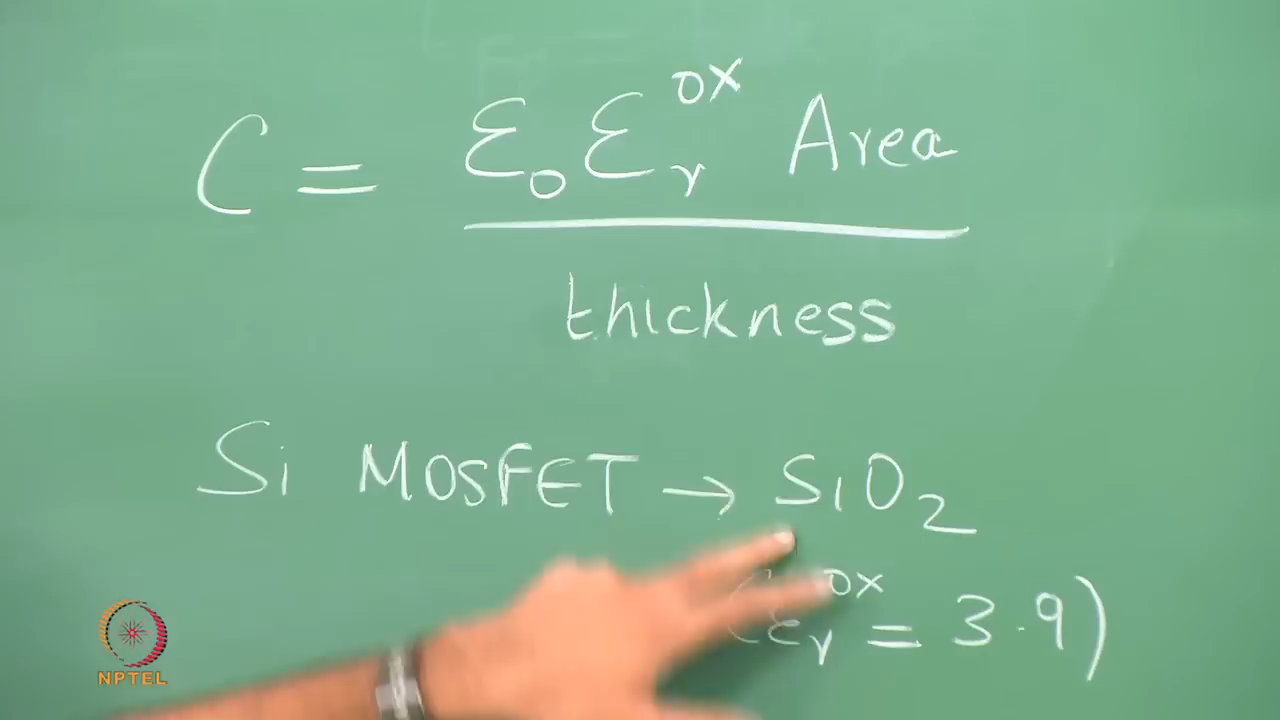 C = ε₀ εᵣᵒˣ Area
thickness
Si MOSFET → SiO₂
(εᵣᵒˣ = 3.9)
NPTEL